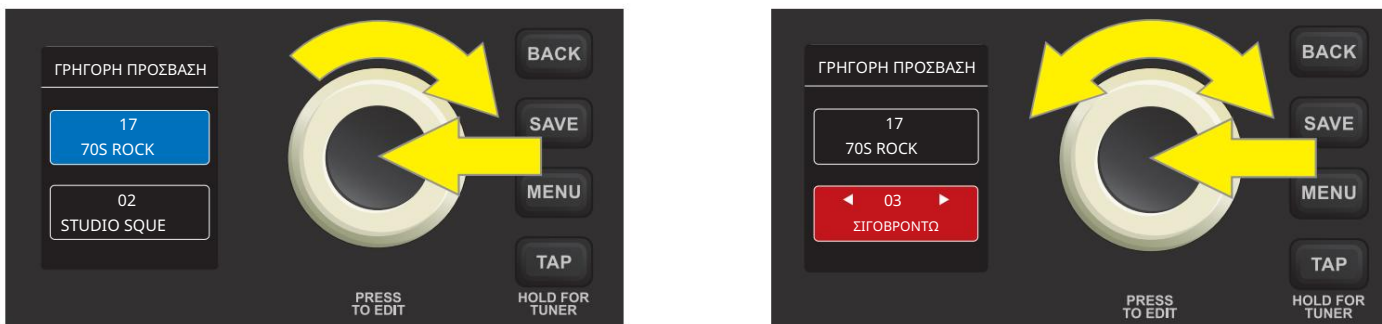 ΓΡΗΓΟΡΗ ΠΡΟΣΒΑΣΗ
17
70S ROCK
02
STUDIO SQUE
BACK
SAVE
MENU
TAP
PRESS
TO EDIT
HOLD FOR
TUNER
ΓΡΗΓΟΡΗ ΠΡΟΣΒΑΣΗ
17
70S ROCK
03
ΣΙΓΟΒΡΟΝΤΩ
BACK
SAVE
MENU
TAP
PRESS
TO EDIT
HOLD FOR
TUNER